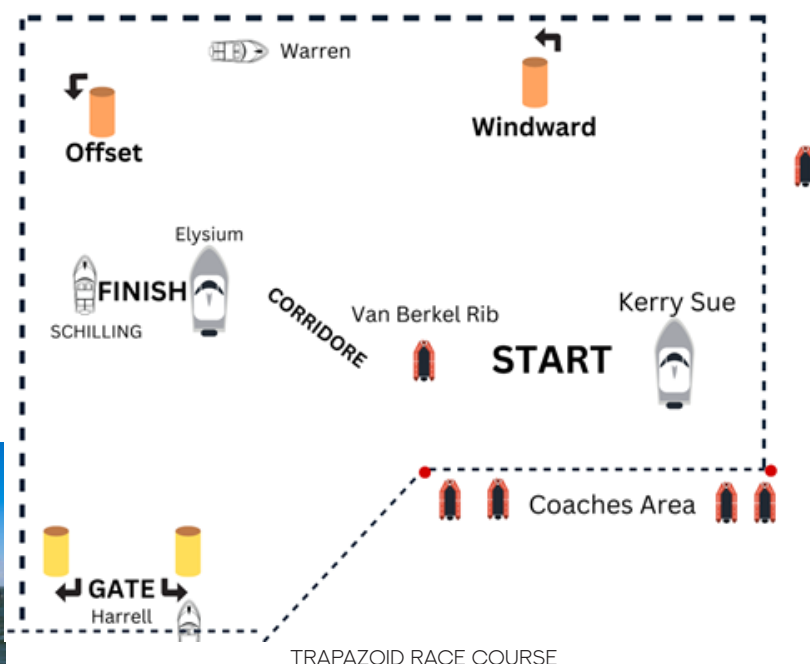 Warren
Windward
Offset
Elysium
FINISH
SCHILLING
CORRIDORE
Van Berkel Rib
Kerry Sue
START
Coaches Area
GATE
Harrell
TRAPAZOID RACE COURSE